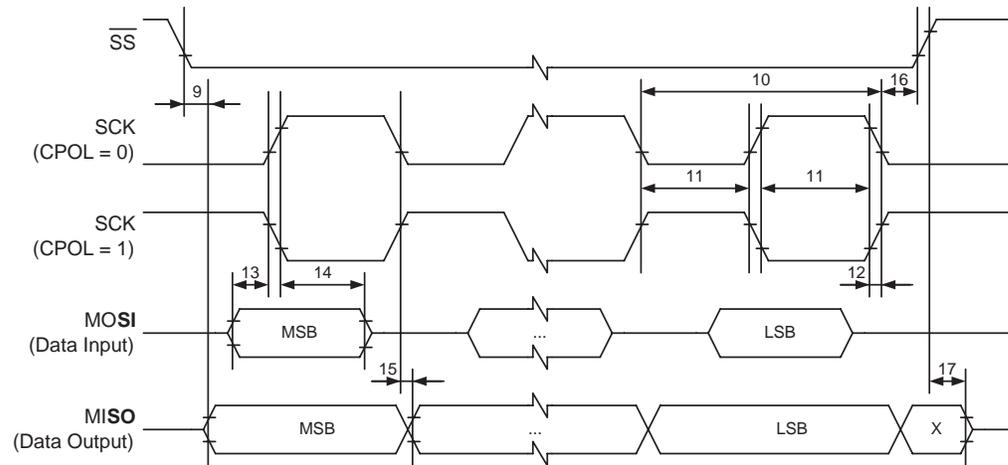 SS
9
10
16
SCK
(CPOL = 0)
11
11
SCK
(CPOL = 1)
13
14
12
MOSI
(Data Input)
MSB
...
LSB
15
17
MISO
(Data Output)
MSB
...
LSB
X